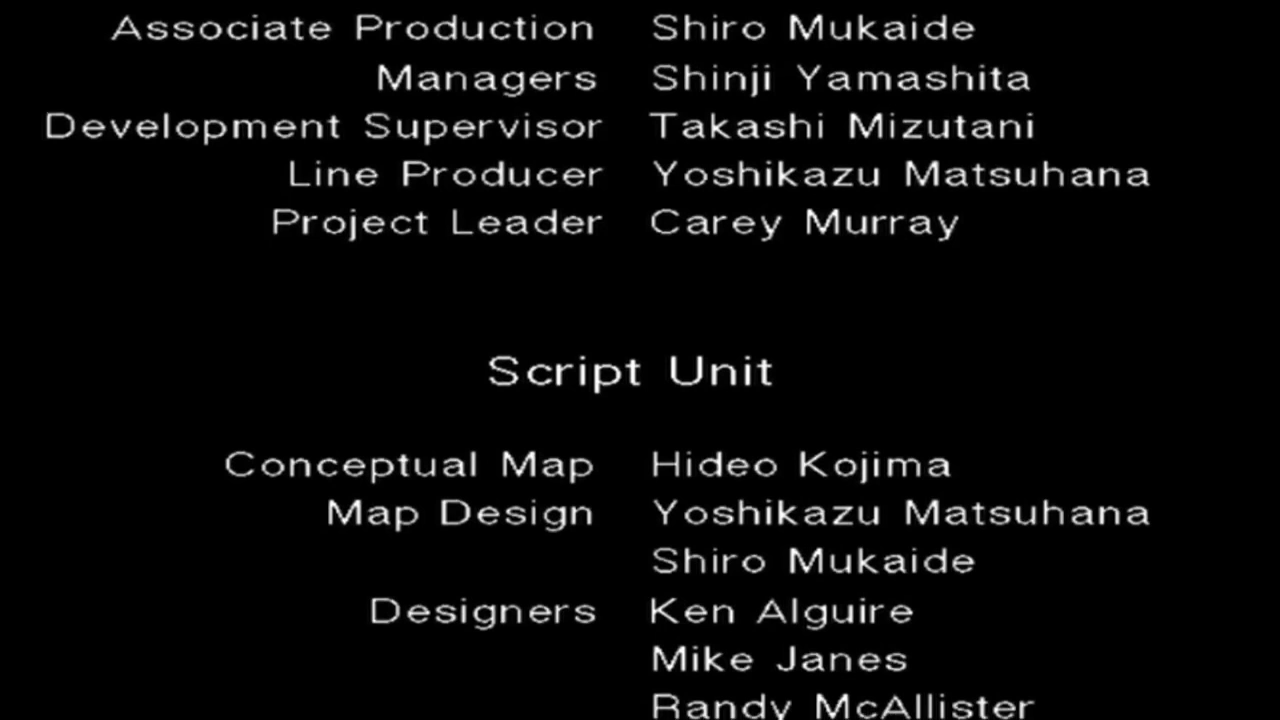 Associate Production Shiro Mukaide
Managers Shinji Yamashita
Development Supervisor Takashi Mizutani
Line Producer Yoshikazu Matsuhana
Project Leader Carey Murray
Script Unit
Conceptual Map Hideo Kojima
Map Design Yoshikazu Matsuhana
Shiro Mukaide
Designers Ken Alguire
Mike Janes
Randy McAllister